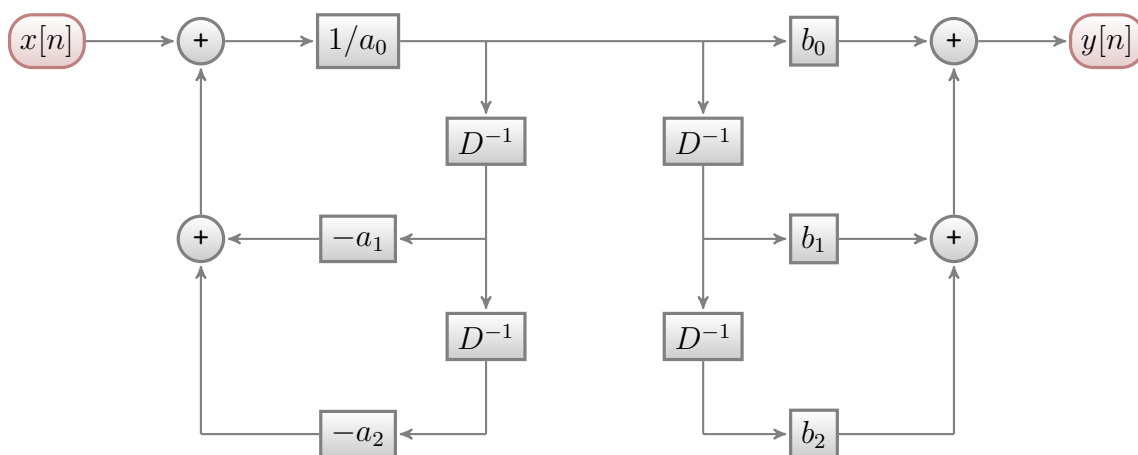 x[n] + 1/a₀ b₀ + y[n]
D⁻¹ D⁻¹
+ −a₁ b₁ +
D⁻¹ D⁻¹
−a₂ b₂